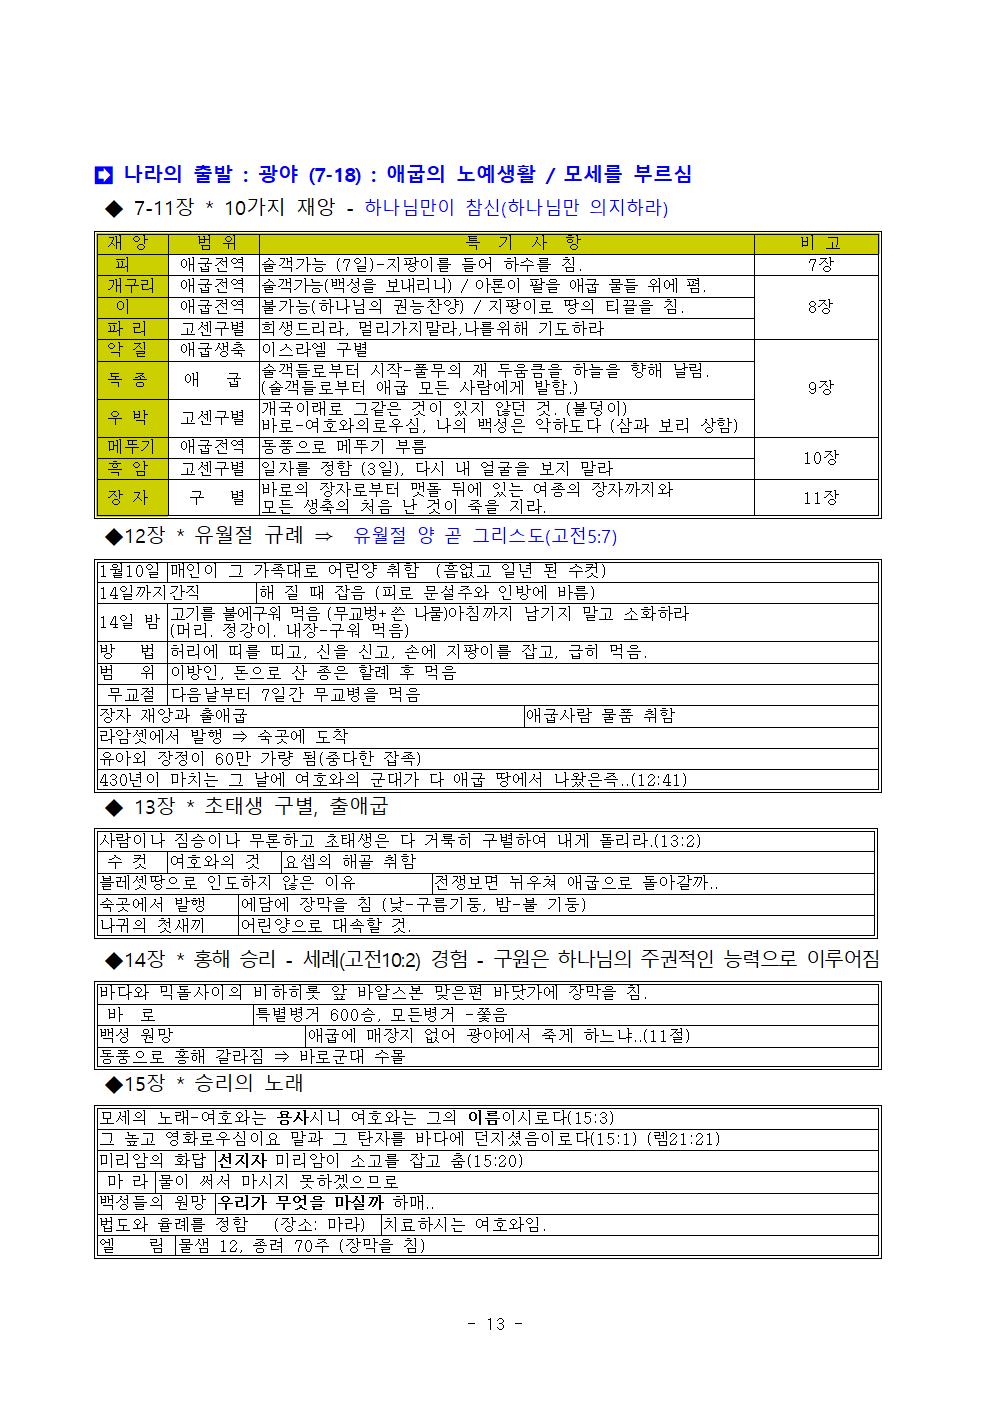 ➡ 나라의 출발 : 광야 (7-18) : 애굽의 노예생활 / 모세를 부르심
◆ 7-11장 * 10가지 재앙 - 하나님만이 참신(하나님만 의지하라)
재 앙 범 위 특 기 사 항 비 고
피 애굽전역 술객가능 (7일)-지팡이를 들어 하수를 침. 7장
개구리 애굽전역 술객가능(백성을 보내리니) / 아론이 팔을 애굽 물들 위에 폄.
이 애굽전역 불가능(하나님의 권능찬양) / 지팡이로 땅의 티끌을 침. 8장
파 리 고센구별 희생드리라, 멀리가지말라,나를위해 기도하라
악 질 애굽생축 이스라엘 구별
독 종 애 굽 술객들로부터 시작-풀무의 재 두움큼을 하늘을 향해 날림.
(술객들로부터 애굽 모든 사람에게 발함.) 9장
우 박 고센구별 개국이래로 그같은 것이 있지 않던 것. (불덩이)
바로-여호와의로우심, 나의 백성은 악하도다 (삼과 보리 상함)
메뚜기 애굽전역 동풍으로 메뚜기 부름 10장
흑 암 고센구별 일자를 정함 (3일), 다시 내 얼굴을 보지 말라
장 자 구 별 바로의 장자로부터 맷돌 뒤에 있는 여종의 장자까지와
모든 생축의 처음 난 것이 죽을 지라. 11장
◆12장 * 유월절 규례 ⇒ 유월절 양 곧 그리스도(고전5:7)
1월10일 매인이 그 가족대로 어린양 취함 (흠없고 일년 된 수컷)
14일까지간직 해 질 때 잡음 (피로 문설주와 인방에 바름)
14일 밤 고기를 불에구워 먹음 (무교병+쓴 나물)아침까지 남기지 말고 소화하라
(머리. 정강이. 내장-구워 먹음)
방 법 허리에 띠를 띠고, 신을 신고, 손에 지팡이를 잡고, 급히 먹음.
범 위 이방인, 돈으로 산 종은 할례 후 먹음
무교절 다음날부터 7일간 무교병을 먹음
장자 재앙과 출애굽 애굽사람 물품 취함
라암셋에서 발행 ⇒ 숙곳에 도착
유아외 장정이 60만 가량 됨(중다한 잡족)
430년이 마치는 그 날에 여호와의 군대가 다 애굽 땅에서 나왔은즉..(12:41)
◆ 13장 * 초태생 구별, 출애굽
사람이나 짐승이나 무론하고 초태생은 다 거룩히 구별하여 내게 돌리라.(13:2)
수 컷 여호와의 것 요셉의 해골 취함
블레셋땅으로 인도하지 않은 이유 전쟁보면 뉘우쳐 애굽으로 돌아갈까..
숙곳에서 발행 에담에 장막을 침 (낮-구름기둥, 밤-불 기둥)
나귀의 첫새끼 어린양으로 대속할 것.
◆14장 * 홍해 승리 - 세례(고전10:2) 경험 - 구원은 하나님의 주권적인 능력으로 이루어짐
바다와 믹돌사이의 비하히롯 앞 바알스본 맞은편 바닷가에 장막을 침.
바 로 특별병거 600승, 모든병거 -쫓음
백성 원망 애굽에 매장지 없어 광야에서 죽게 하느냐..(11절)
동풍으로 홍해 갈라짐 ⇒ 바로군대 수몰
◆15장 * 승리의 노래
모세의 노래-여호와는 용사시니 여호와는 그의 이름이시로다(15:3)
그 높고 영화로우심이요 말과 그 탄자를 바다에 던지셨음이로다(15:1) (렘21:21)
미리암의 화답 선지자 미리암이 소고를 잡고 춤(15:20)
마 라 물이 써서 마시지 못하겠으므로
백성들의 원망 우리가 무엇을 마실까 하매..
법도와 율례를 정함 (장소: 마라) 치료하시는 여호와임.
엘 림 물샘 12, 종려 70주 (장막을 침)
- 13 -